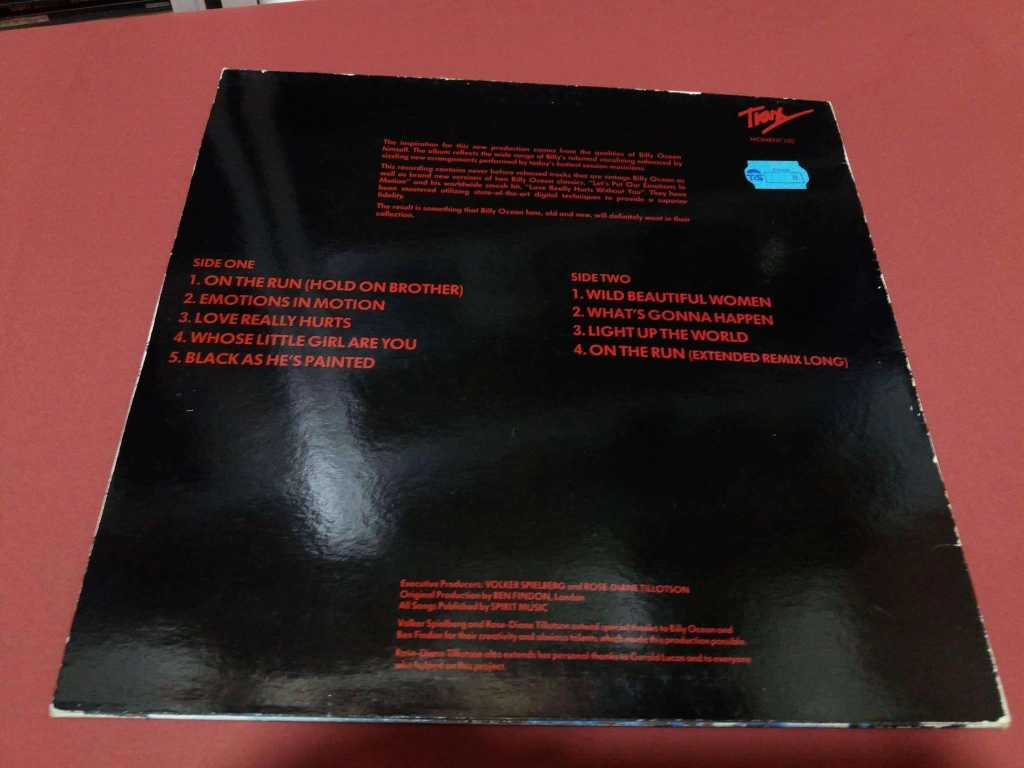 Trax
MOMENT 102
TiS
The inspiration for this new production comes from the qualities of Billy Ocean
himself. The album reflects the wide range of Billy's talented vocalizing enhanced by
sizzling new arrangements performed by today's hottest session musicians.
This recording contains never before released tracks that are vintage Billy Ocean as
well as brand new versions of two Billy Ocean classics, "Let's Put Our Emotions In
Motion" and his worldwide smash hit, "Love Really Hurts Without You". They have
been mastered utilizing state-of-the-art digital techniques to provide a superior
fidelity.
The result is something that Billy Ocean fans, old and new, will definitely want in their
collection.
SIDE ONE
1. ON THE RUN (HOLD ON BROTHER)
2. EMOTIONS IN MOTION
3. LOVE REALLY HURTS
4. WHOSE LITTLE GIRL ARE YOU
5. BLACK AS HE'S PAINTED
SIDE TWO
1. WILD BEAUTIFUL WOMEN
2. WHAT'S GONNA HAPPEN
3. LIGHT UP THE WORLD
4. ON THE RUN (EXTENDED REMIX LONG)
Executive Producers: VOLKER SPIELBERG and ROSE-DIANE TILLOTSON
Original Production by BEN FINDON, London
All Songs Published by SPIRIT MUSIC
Volker Spielberg and Rose-Diane Tillotson extend special thanks to Billy Ocean and
Ben Findon for their creativity and obvious talents, which made this production possible.
Rose-Diane Tillotson also extends her personal thanks to Gerald Lucas and to everyone
who helped on this project.